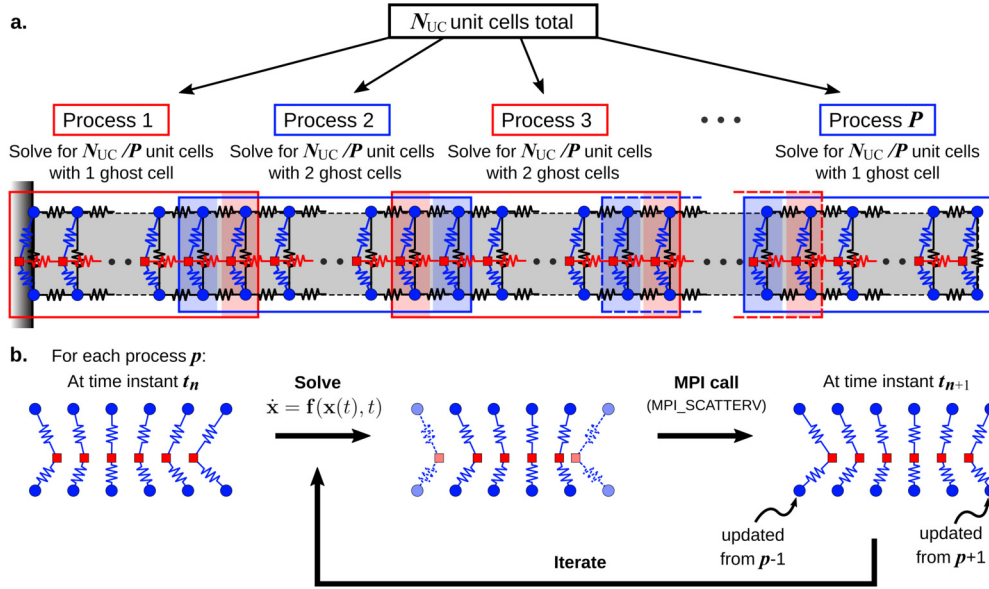 a.
N_UC unit cells total
Process 1
Process 2
Process 3
• • •
Process P
Solve for N_UC /P unit cells
with 1 ghost cell
Solve for N_UC /P unit cells
with 2 ghost cells
Solve for N_UC /P unit cells
with 2 ghost cells
Solve for N_UC /P unit cells
with 1 ghost cell
b.
For each process p:
At time instant t_n
Solve
ẋ = f(x(t), t)
MPI call
(MPI_SCATTERV)
At time instant t_{n+1}
updated
from p-1
updated
from p+1
Iterate